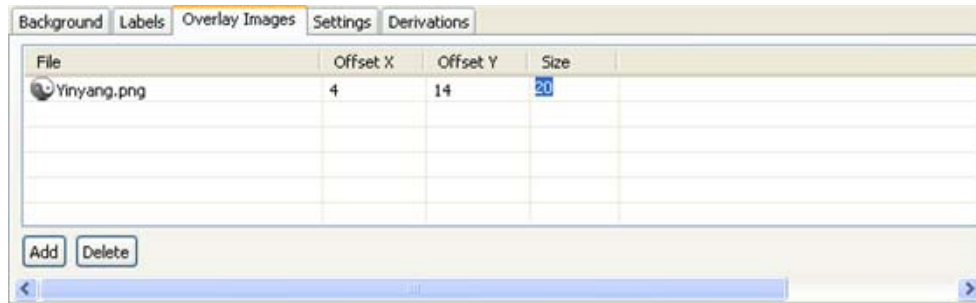 Background Labels Overlay Images Settings Derivations
File Offset X Offset Y Size
Yinyang.png 4 14 20
Add Delete